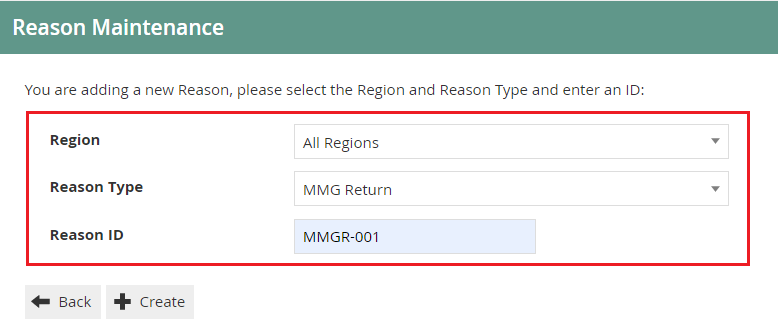 Reason Maintenance
You are adding a new Reason, please select the Region and Reason Type and enter an ID:
Region All Regions
Reason Type MMG Return
Reason ID MMGR-001
Back Create